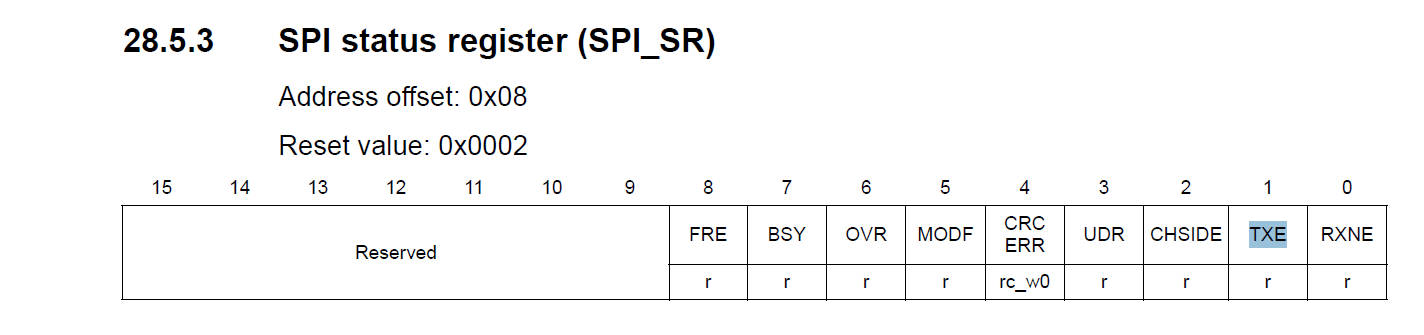 28.5.3 SPI status register (SPI_SR)
Address offset: 0x08
Reset value: 0x0002
15 14 13 12 11 10 9 8 7 6 5 4 3 2 1 0
Reserved FRE BSY OVR MODF CRC ERR UDR CHSIDE TXE RXNE
r r r r rc_w0 r r r r